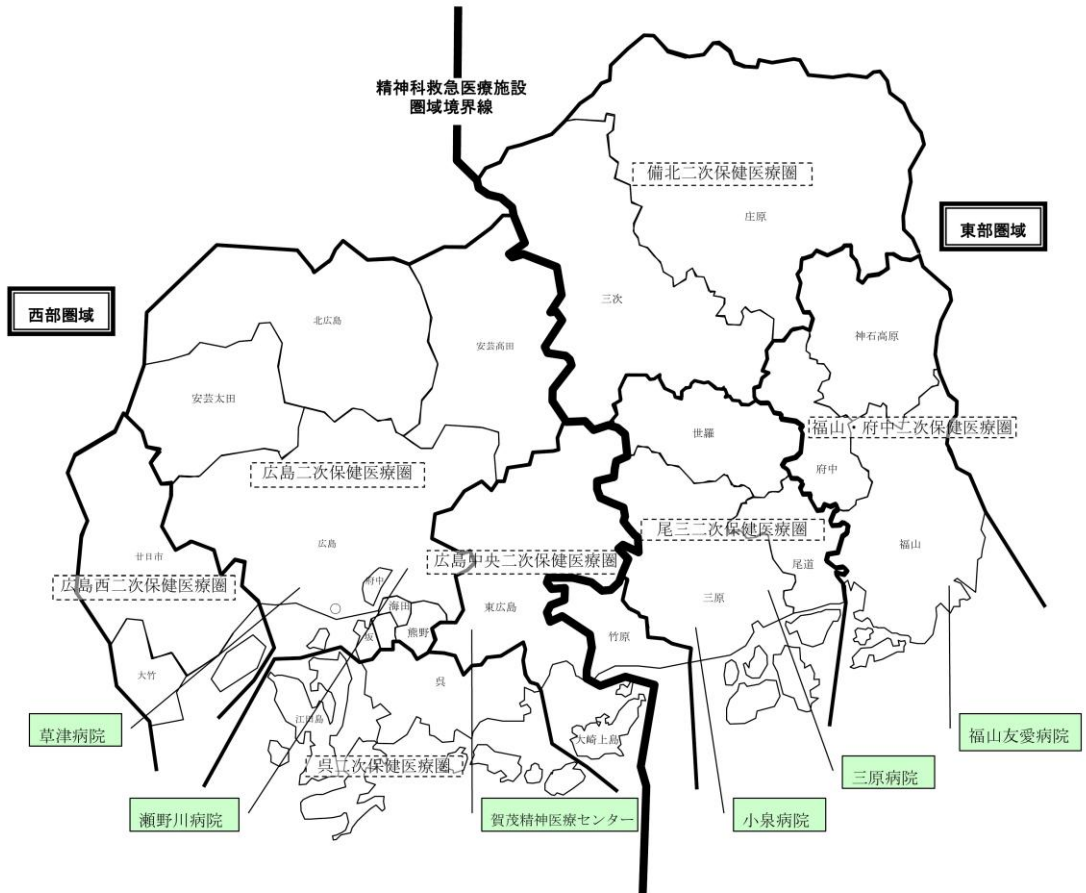 精神科救急医療施設
圏域境界線
備北二次保健医療圏
庄原
東部圏域
西部圏域
三次
北広島
安芸高田
神石高原
安芸太田
世羅
福山・府中二次保健医療圏
府中
広島二次保健医療圏
尾三二次保健医療圏
広島
福山
廿日市
広島中央二次保健医療圏
尾道
広島西二次保健医療圏
府中
海田
東広島
三原
坂
熊野
竹原
大竹
呉
江田島
大崎上島
草津病院
福山友愛病院
呉二次保健医療圏
三原病院
瀬野川病院
賀茂精神医療センター
小泉病院